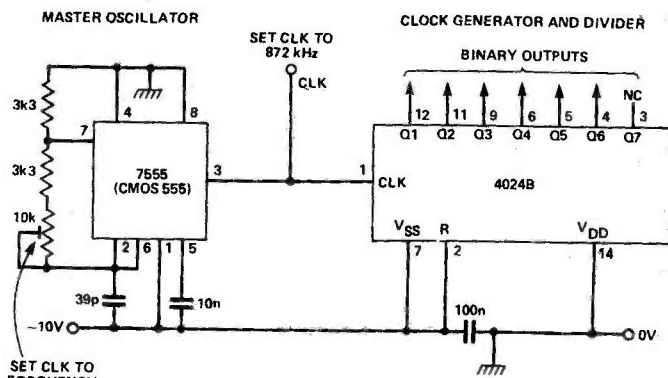 MASTER OSCILLATOR
CLOCK GENERATOR AND DIVIDER
SET CLK TO
872 kHz
CLK
BINARY OUTPUTS
NC
12 11 9 6 5 4 3
Q1 Q2 Q3 Q4 Q5 Q6 Q7
3k3
4
8
7
7555
(CMOS 555)
3
1
CLK
4024B
3k3
10k
2 6 1 5
VSS
R
VDD
7
2
14
39p
10n
100n
–10V
0V
SET CLK TO